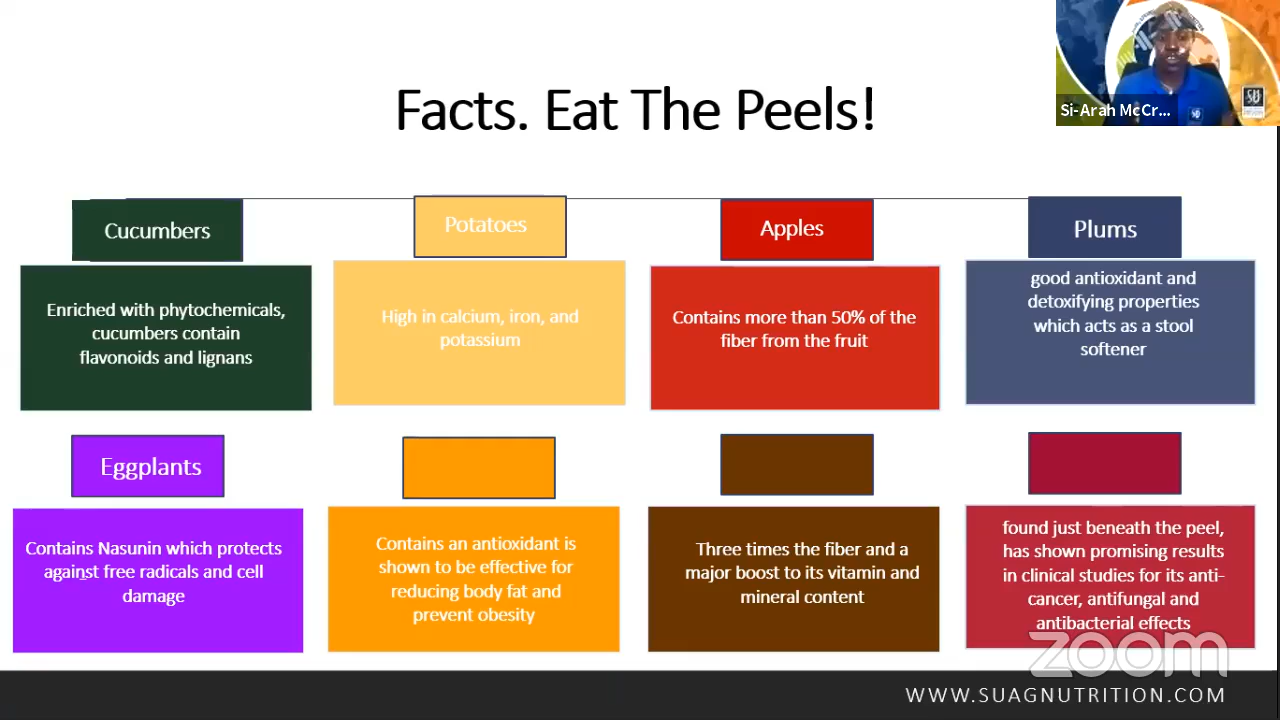 Facts. Eat The Peels!
Si-Arah McCr...
Cucumbers
Enriched with phytochemicals,
cucumbers contain
flavonoids and lignans
Potatoes
High in calcium, iron, and
potassium
Apples
Contains more than 50% of the
fiber from the fruit
Plums
good antioxidant and
detoxifying properties
which acts as a stool
softener
Eggplants
Contains Nasunin which protects
against free radicals and cell
damage
Contains an antioxidant is
shown to be effective for
reducing body fat and
prevent obesity
Three times the fiber and a
major boost to its vitamin and
mineral content
found just beneath the peel,
has shown promising results
in clinical studies for its anti-
cancer, antifungal and
antibacterial effects
zoom
WWW.SUAGNUTRITION.COM